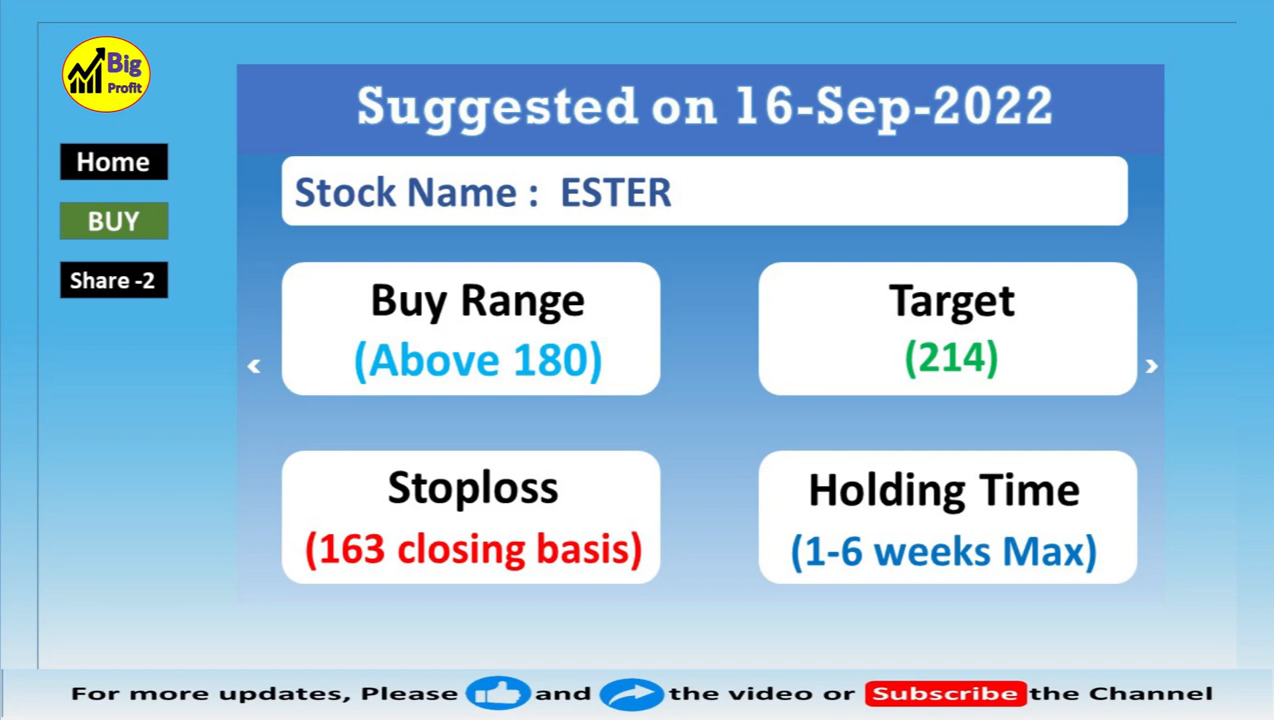 Big
Profit
Suggested on 16-Sep-2022
Home
BUY
Share -2
Stock Name : ESTER
Buy Range
(Above 180)
Target
(214)
<
>
Stoploss
(163 closing basis)
Holding Time
(1-6 weeks Max)
For more updates, Please and the video or Subscribe the Channel